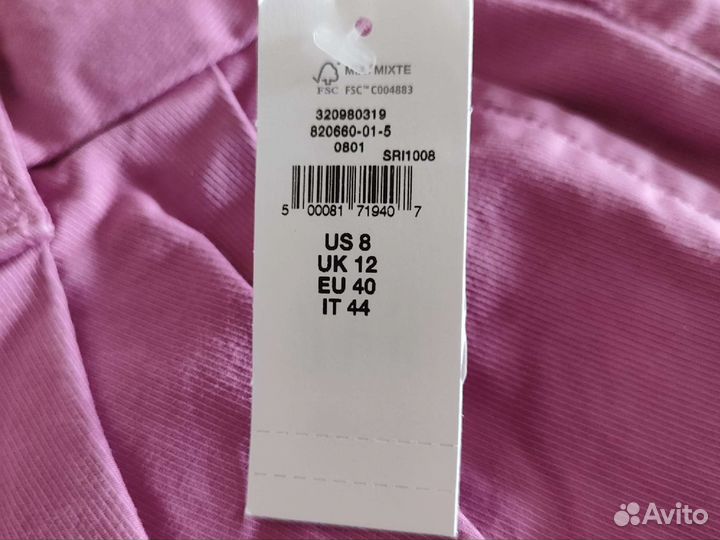 MIXTE
FSC FSC™ C004883
320980319
820660-01-5
0801
SRI1008
5 00081 71940 7
US 8
UK 12
EU 40
IT 44
Avito